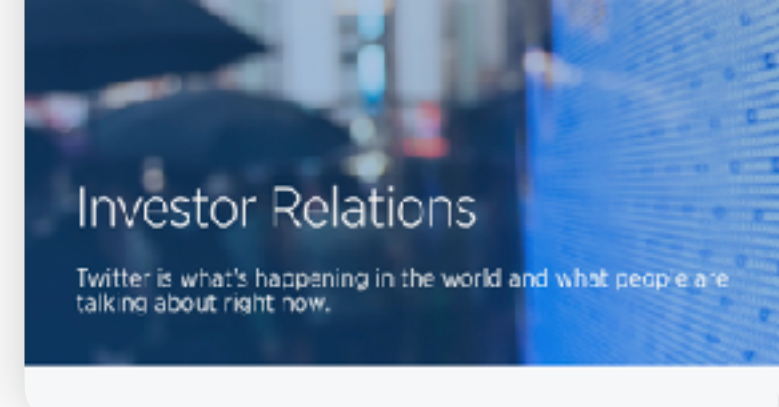 Investor Relations
Twitter is what's happening in the world and what people are
talking about right now.